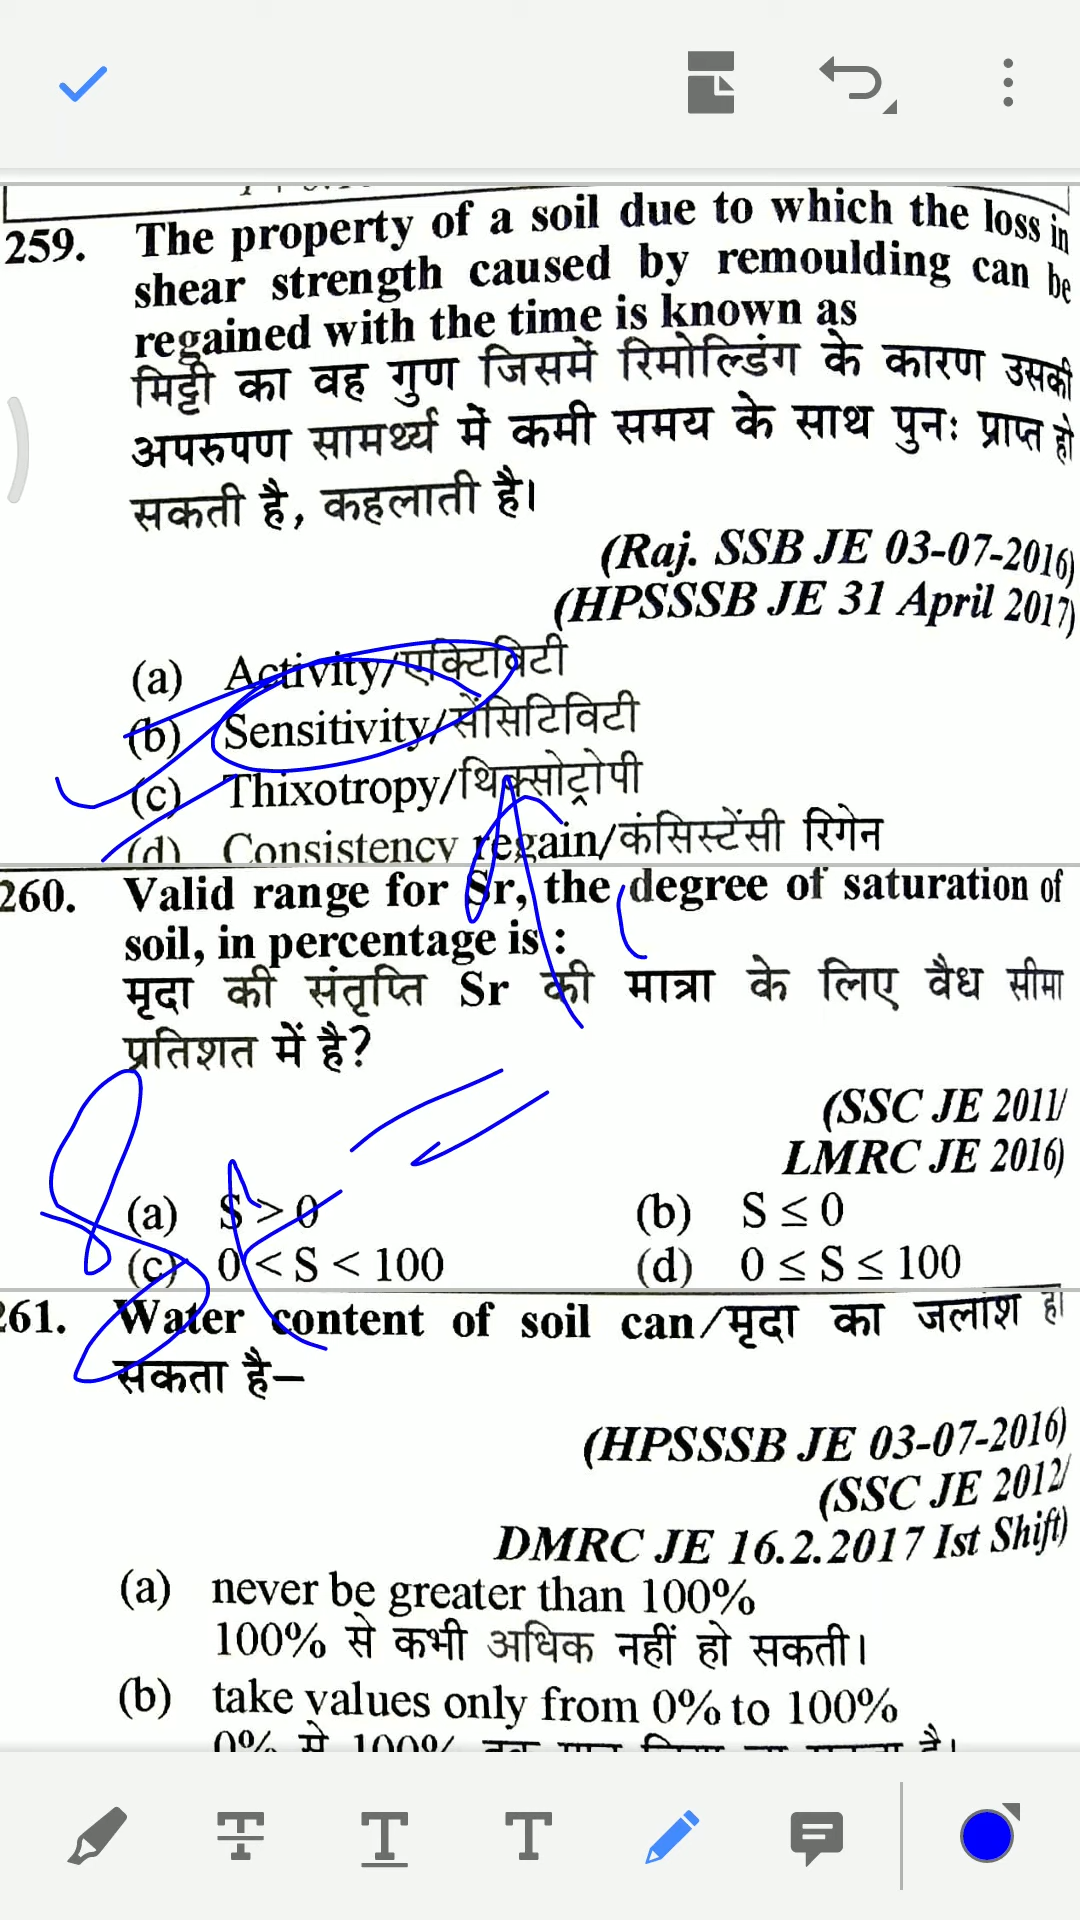 259. The property of a soil due to which the loss in
shear strength caused by remoulding can be
regained with the time is known as
मिट्टी का वह गुण जिसमें रिमोल्डिंग के कारण उसकी
अपरुपण सामर्थ्य में कमी समय के साथ पुनः प्राप्त हो
सकती है, कहलाती है।
(Raj. SSB JE 03-07-2016)
(HPSSSB JE 31 April 2017)
(a) Activity/एक्टिविटी
(b) Sensitivity/सेंसिटिविटी
(c) Thixotropy/थिक्सोट्रोपी
(d) Consistency regain/कंसिस्टेंसी रिगेन
260. Valid range for Sr, the degree of saturation of
soil, in percentage is :
मृदा की संतृप्ति Sr की मात्रा के लिए वैध सीमा
प्रतिशत में है?
(SSC JE 2011/
LMRC JE 2016)
(a) S > 0 (b) S ≤ 0
(c) 0 < S < 100 (d) 0 ≤ S ≤ 100
261. Water content of soil can/मृदा का जलांश हो
सकता है–
(HPSSSB JE 03-07-2016)
(SSC JE 2012/
DMRC JE 16.2.2017 Ist Shift)
(a) never be greater than 100%
100% से कभी अधिक नहीं हो सकती।
(b) take values only from 0% to 100%
0% से 100% तक मान